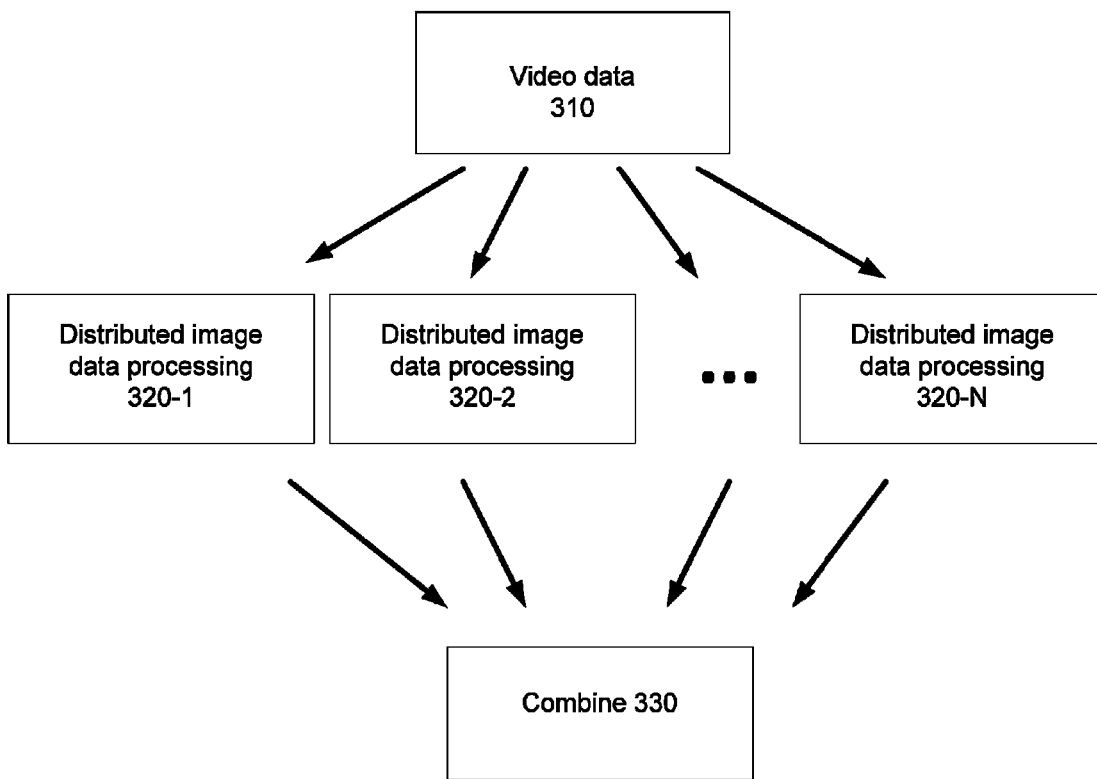 Video data
310
Distributed image
data processing
320-1
Distributed image
data processing
320-2
...
Distributed image
data processing
320-N
Combine 330